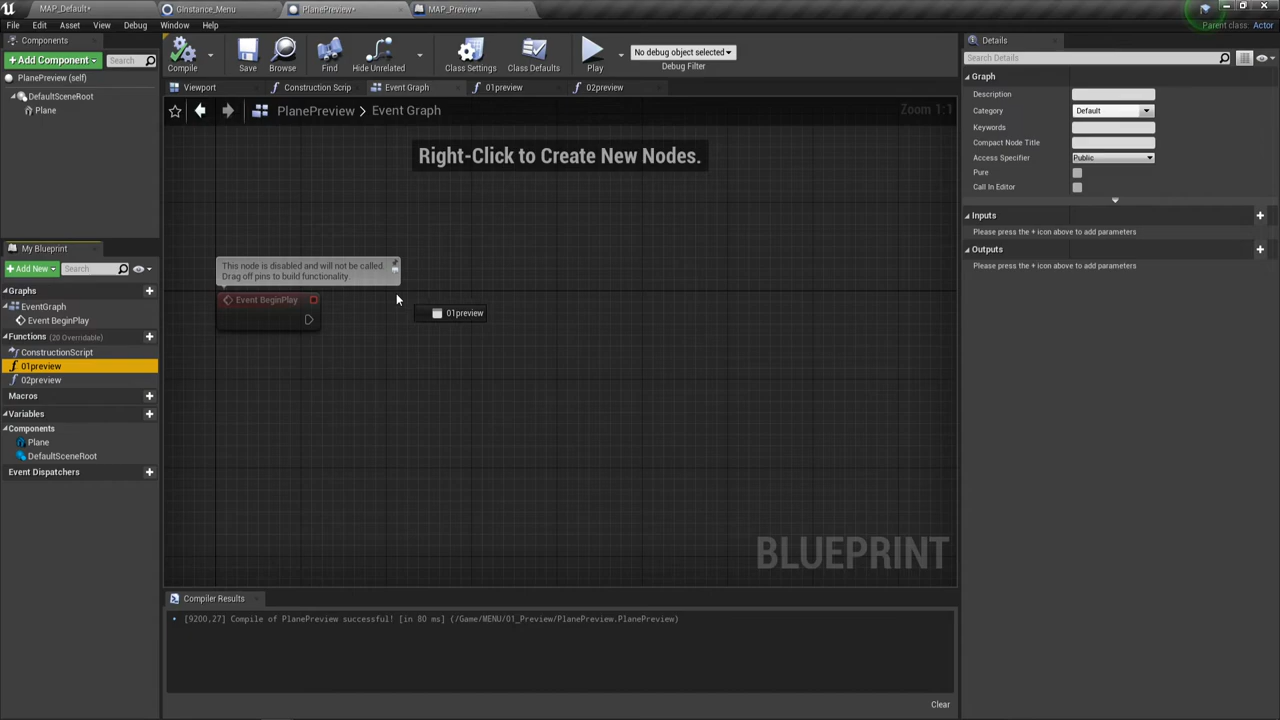 MAP_Default*
GInstance_Menu
PlanePreview*
MAP_Preview*
File Edit Asset View Debug Window Help
Parent class: Actor
Components
+ Add Component
Search
PlanePreview (self)
DefaultSceneRoot
Plane
Compile
Save
Browse
Find
Hide Unrelated
Class Settings
Class Defaults
Play
No debug object selected
Debug Filter
Viewport
Construction Scrip
Event Graph
01preview
02preview
PlanePreview > Event Graph
Zoom 1:1
Right-Click to Create New Nodes.
This node is disabled and will not be called.
Drag off pins to build functionality.
Event BeginPlay
01preview
BLUEPRINT
My Blueprint
+ Add New
Search
Graphs
EventGraph
Event BeginPlay
Functions (20 Overridable)
ConstructionScript
01preview
02preview
Macros
Variables
Components
Plane
DefaultSceneRoot
Event Dispatchers
Compiler Results
[9200,27] Compile of PlanePreview successful! [in 80 ms] (/Game/MENU/01_Preview/PlanePreview.PlanePreview)
Clear
Details
Search Details
Graph
Description
Category Default
Keywords
Compact Node Title
Access Specifier Public
Pure
Call In Editor
Inputs
Please press the + icon above to add parameters
Outputs
Please press the + icon above to add parameters